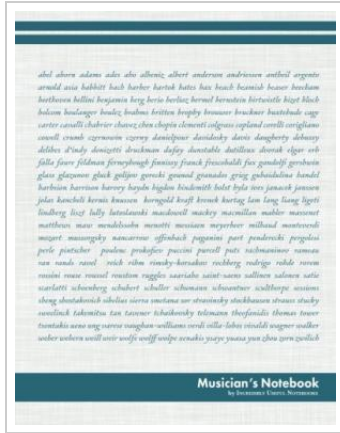 abel ahorn adams ades abo albeniz albert anderson andriessen antheil argento
arnold asia babbitt bach barber bartok bates bax beach beamish beaser beecham
beethoven bellini benjamin berg berio berlioz bernstein birtwistle bizet bloch
bolcom boulanger boulez brahms britten brophy brouwer bruckner buxtehude cage
carter cavalli chabrier chavez chen chopin clementi colgrass copland corelli corigliano
cowell crumb czernowin czerny danielpour davidovsky davis daugherty debussy
delibes d'indy donizetti druckman dufay dunstable dutilleux dvorak elgar erb
falla faure feldman ferneyhough finnissy franck frescobaldi fux gandolfi gershwin
glass glazunov gluck golijov gorecki gounod granados grieg gubaidulina handel
harbison harrison harvey haydn higdon hindemith holst hyla ives janacek janssen
jolas kancheli kernis knussen korngold kraft krenek kurtag lam lang liang ligeti
lindberg liszt lully lutoslawski macdowell mackey macmillan mahler massenet
matthews maw mendelssohn menotti messiaen meyerbeer milhaud monteverdi
mozart mussorgsky nancarrow offenbach paganini part penderecki pergolesi
perle pintscher poulenc prokofiev puccini purcell puts rachmaninov rameau
ran rands ravel reich rihm rimsky-korsakov rochberg rodrigo rohde rorem
rossini rouse roussel roustom ruggles saariaho saint-saens sallinen salonen satie
scarlatti schoenberg schubert schuller schumann schwantner sculthorpe sessions
sheng shostakovich sibelius sierra smetana sor stravinsky stockhausen strauss stucky
sweelinck takemitsu tan tavener tchaikovsky telemann theofanidis thomas tower
tsontakis ung varese vaughan-williams verdi villa-lobos vivaldi wagner walker
weber webern weill weir wolfe wolff wolpe xenakis ysaye yuasa yun zhou zorn zwilich
Musician's Notebook
by Incredibly Useful Notebooks